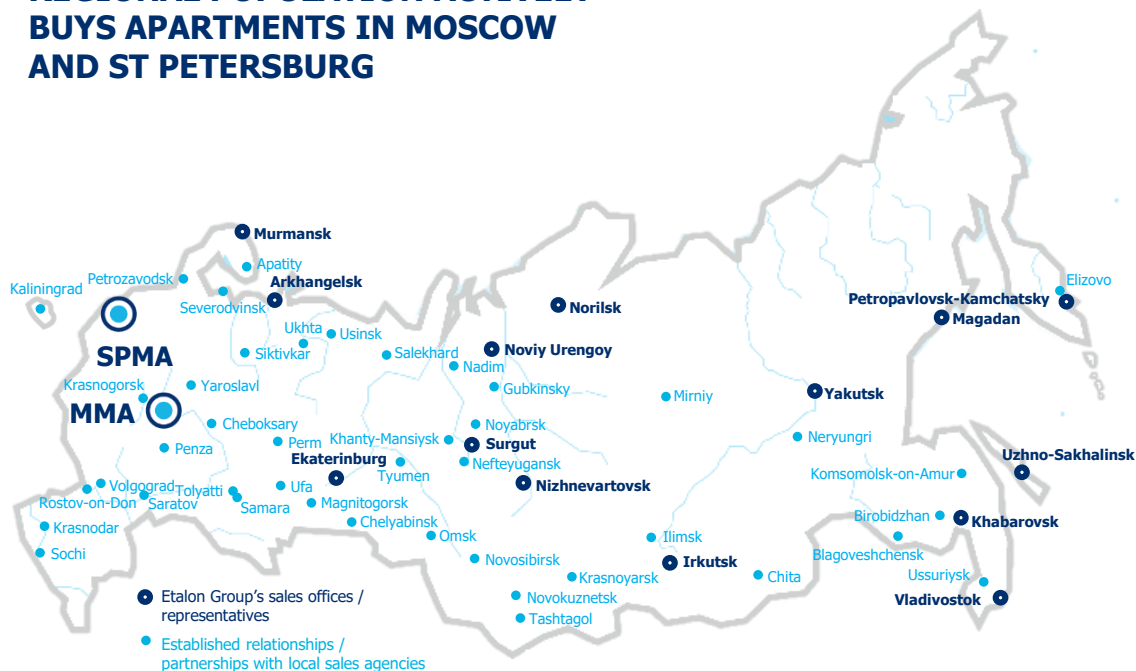 REGIONAL POPULATION ACTIVELY
BUYS APARTMENTS IN MOSCOW
AND ST PETERSBURG
Murmansk
Apatity
Petrozavodsk
Arkhangelsk
Kaliningrad
Severodvinsk
Elizovo
Petropavlovsk-Kamchatsky
Norilsk
Magadan
Ukhta
Usinsk
SPMA
Siktivkar
Salekhard
Noviy Urengoy
Nadim
Krasnogorsk
Yaroslavl
Gubkinsky
Mirniy
Yakutsk
MMA
Cheboksary
Noyabrsk
Penza
Perm
Khanty-Mansiysk
Surgut
Neryungri
Ekaterinburg
Nefteyugansk
Uzhno-Sakhalinsk
Tyumen
Komsomolsk-on-Amur
Volgograd
Tolyatti
Ufa
Nizhnevartovsk
Rostov-on-Don
Saratov
Samara
Magnitogorsk
Birobidzhan
Khabarovsk
Krasnodar
Chelyabinsk
Omsk
Ilimsk
Sochi
Novosibirsk
Irkutsk
Blagoveshchensk
Krasnoyarsk
Chita
Ussuriysk
Etalon Group's sales offices /
representatives
Novokuznetsk
Vladivostok
Tashtagol
Established relationships /
partnerships with local sales agencies